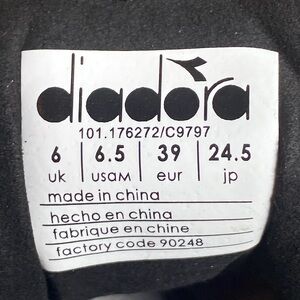 diadora
101.176272/C9797
6 | 6.5 | 39 | 24.5
uk | usaM | eur | jp
made in china
hecho en china
fabrique en chine
factory code 90248